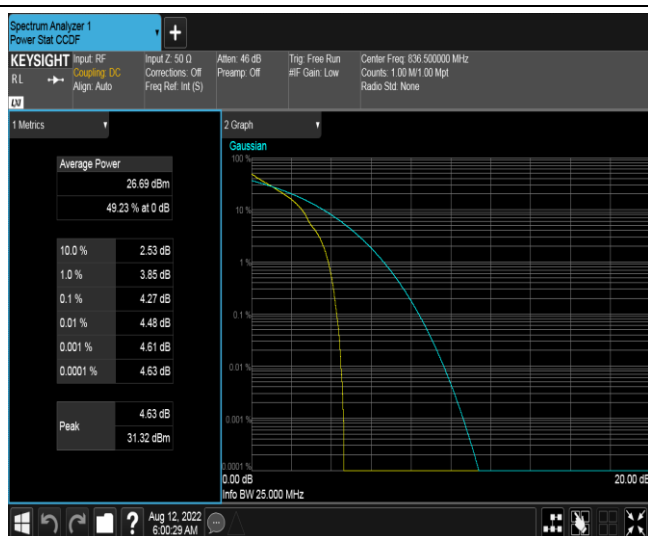 Spectrum Analyzer 1
Power Stat CCDF
+
KEYSIGHT
RL
LXI
Input: RF
Coupling: DC
Align: Auto
Input Z: 50 Ω
Corrections: Off
Freq Ref: Int (S)
Atten: 46 dB
Preamp: Off
Trig: Free Run
#IF Gain: Low
Center Freq: 836.500000 MHz
Counts: 1.00 M/1.00 Mpt
Radio Std: None
1 Metrics
Average Power
26.69 dBm
49.23 % at 0 dB
10.0 % 2.53 dB
1.0 % 3.85 dB
0.1 % 4.27 dB
0.01 % 4.48 dB
0.001 % 4.61 dB
0.0001 % 4.63 dB
Peak
4.63 dB
31.32 dBm
2 Graph
Gaussian
100 %
10 %
1 %
0.1 %
0.01 %
0.001 %
0.0001 %
0.00 dB
20.00 dB
Info BW 25.000 MHz
?
Aug 12, 2022
6:00:29 AM